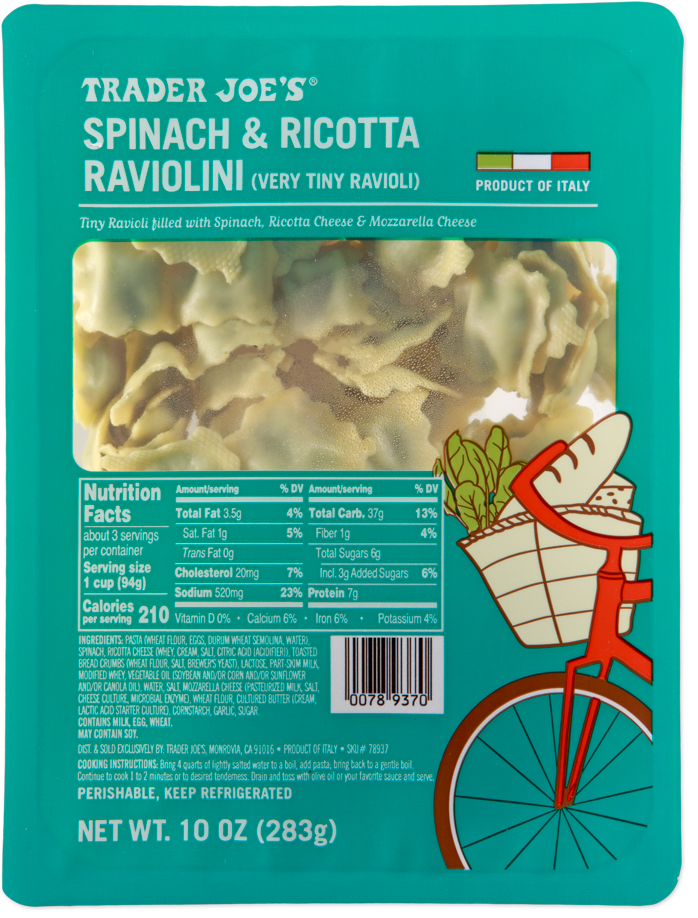 TRADER JOE'S®
SPINACH & RICOTTA
RAVIOLINI (VERY TINY RAVIOLI)
PRODUCT OF ITALY
Tiny Ravioli filled with Spinach, Ricotta Cheese & Mozzarella Cheese
Nutrition
Facts
about 3 servings
per container
Serving size
1 cup (94g)
Calories
per serving 210
Amount/serving % DV
Total Fat 3.5g 4%
Sat. Fat 1g 5%
Trans Fat 0g
Cholesterol 20mg 7%
Sodium 520mg 23%
Amount/serving % DV
Total Carb. 37g 13%
Fiber 1g 4%
Total Sugars 6g
Incl. 3g Added Sugars 6%
Protein 7g
Vitamin D 0% • Calcium 6% • Iron 6% • Potassium 4%
INGREDIENTS: PASTA (WHEAT FLOUR, EGGS, DURUM WHEAT SEMOLINA, WATER),
SPINACH, RICOTTA CHEESE (WHEY, CREAM, SALT, CITRIC ACID [ACIDIFIER]), TOASTED
BREAD CRUMBS (WHEAT FLOUR, SALT, BREWER'S YEAST), LACTOSE, PART-SKIM MILK,
MODIFIED WHEY, VEGETABLE OIL (SOYBEAN AND/OR CORN AND/OR SUNFLOWER
AND/OR CANOLA OIL), WATER, SALT, MOZZARELLA CHEESE (PASTEURIZED MILK, SALT,
CHEESE CULTURE, MICROBIAL ENZYME), WHEAT FLOUR, CULTURED BUTTER (CREAM,
LACTIC ACID STARTER CULTURE), CORNSTARCH, GARLIC, SUGAR.
CONTAINS MILK, EGG, WHEAT.
MAY CONTAIN SOY.
0078 9370
DIST. & SOLD EXCLUSIVELY BY: TRADER JOE'S, MONROVIA, CA 91016 • PRODUCT OF ITALY • SKU# 78937
COOKING INSTRUCTIONS: Bring 4 quarts of lightly salted water to a boil, add pasta, bring back to a gentle boil.
Continue to cook 1 to 2 minutes or to desired tenderness. Drain and toss with olive oil or your favorite sauce and serve.
PERISHABLE, KEEP REFRIGERATED
NET WT. 10 OZ (283g)